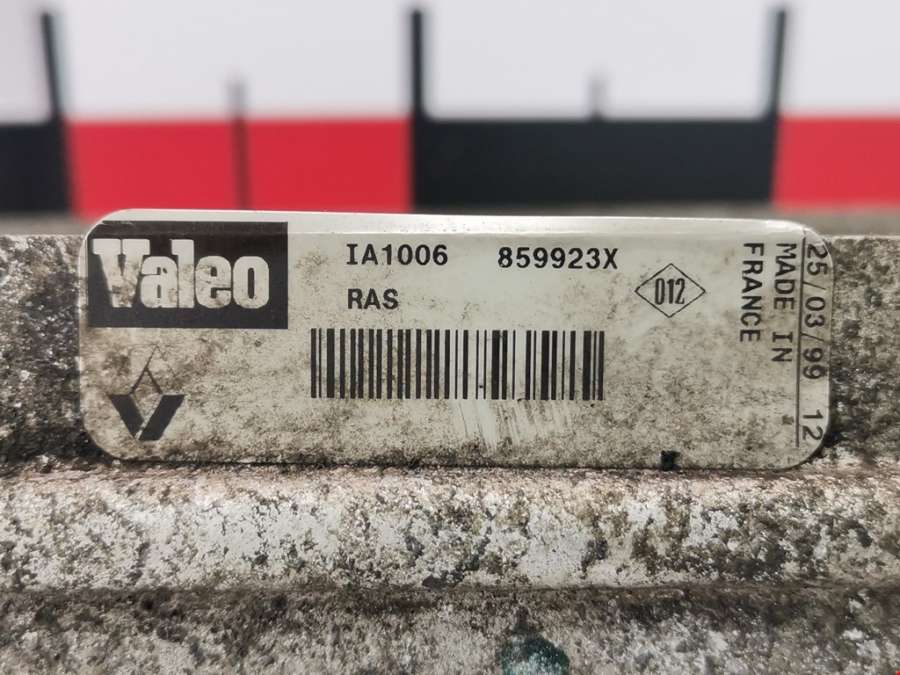 Valeo
IA1006 859923X
RAS
012
MADE IN
FRANCE
25/03/99 12